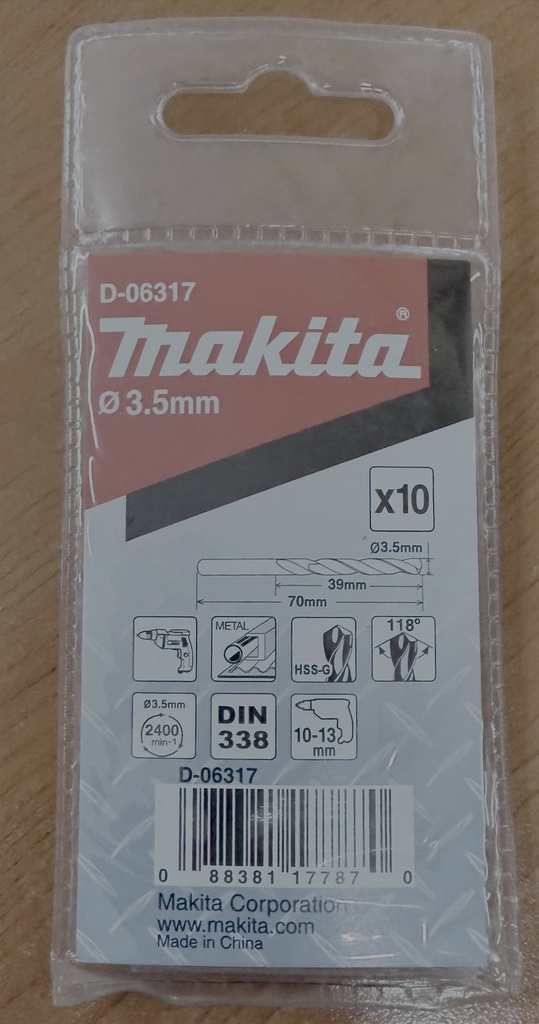 D-06317
makita®
Ø 3.5mm
x10
Ø3.5mm
39mm
70mm
METAL
HSS-G
118°
Ø3.5mm
2400
min-1
DIN
338
10-13
mm
D-06317
0 88381 17787 0
Makita Corporation
www.makita.com
Made in China